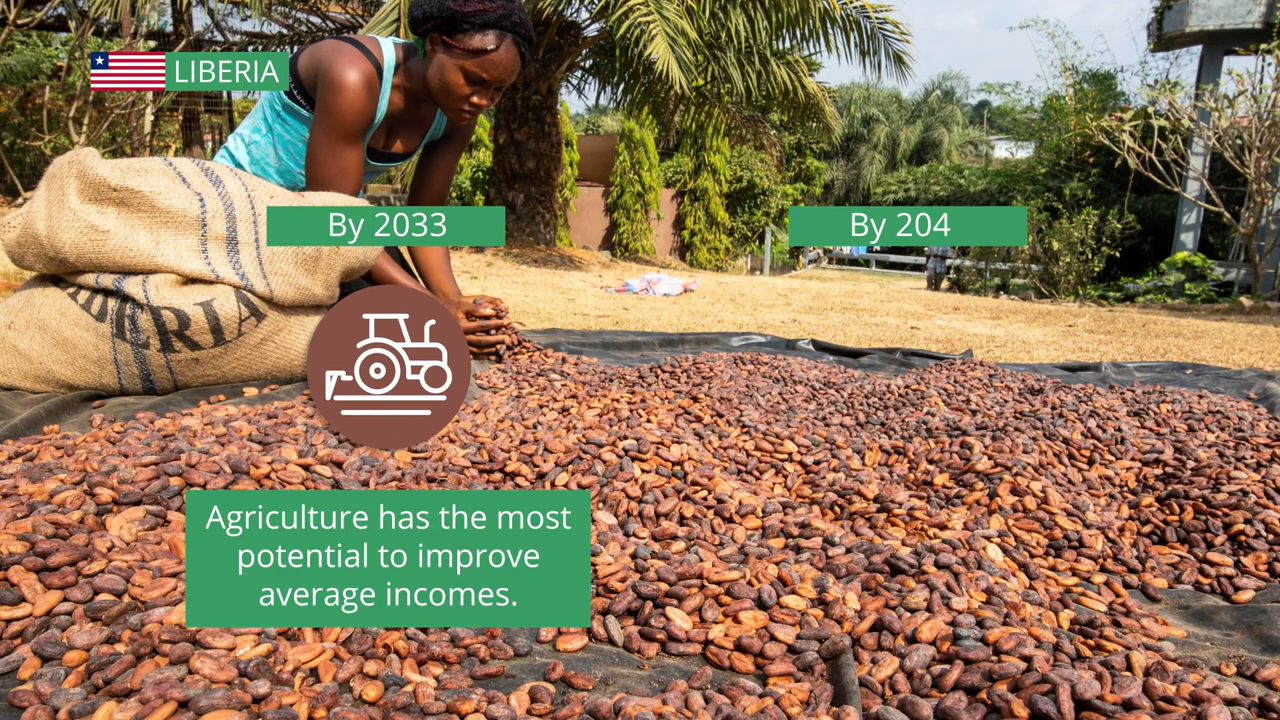 LIBERIA
By 2033
By 204
LIBERIA
Agriculture has the most
potential to improve
average incomes.